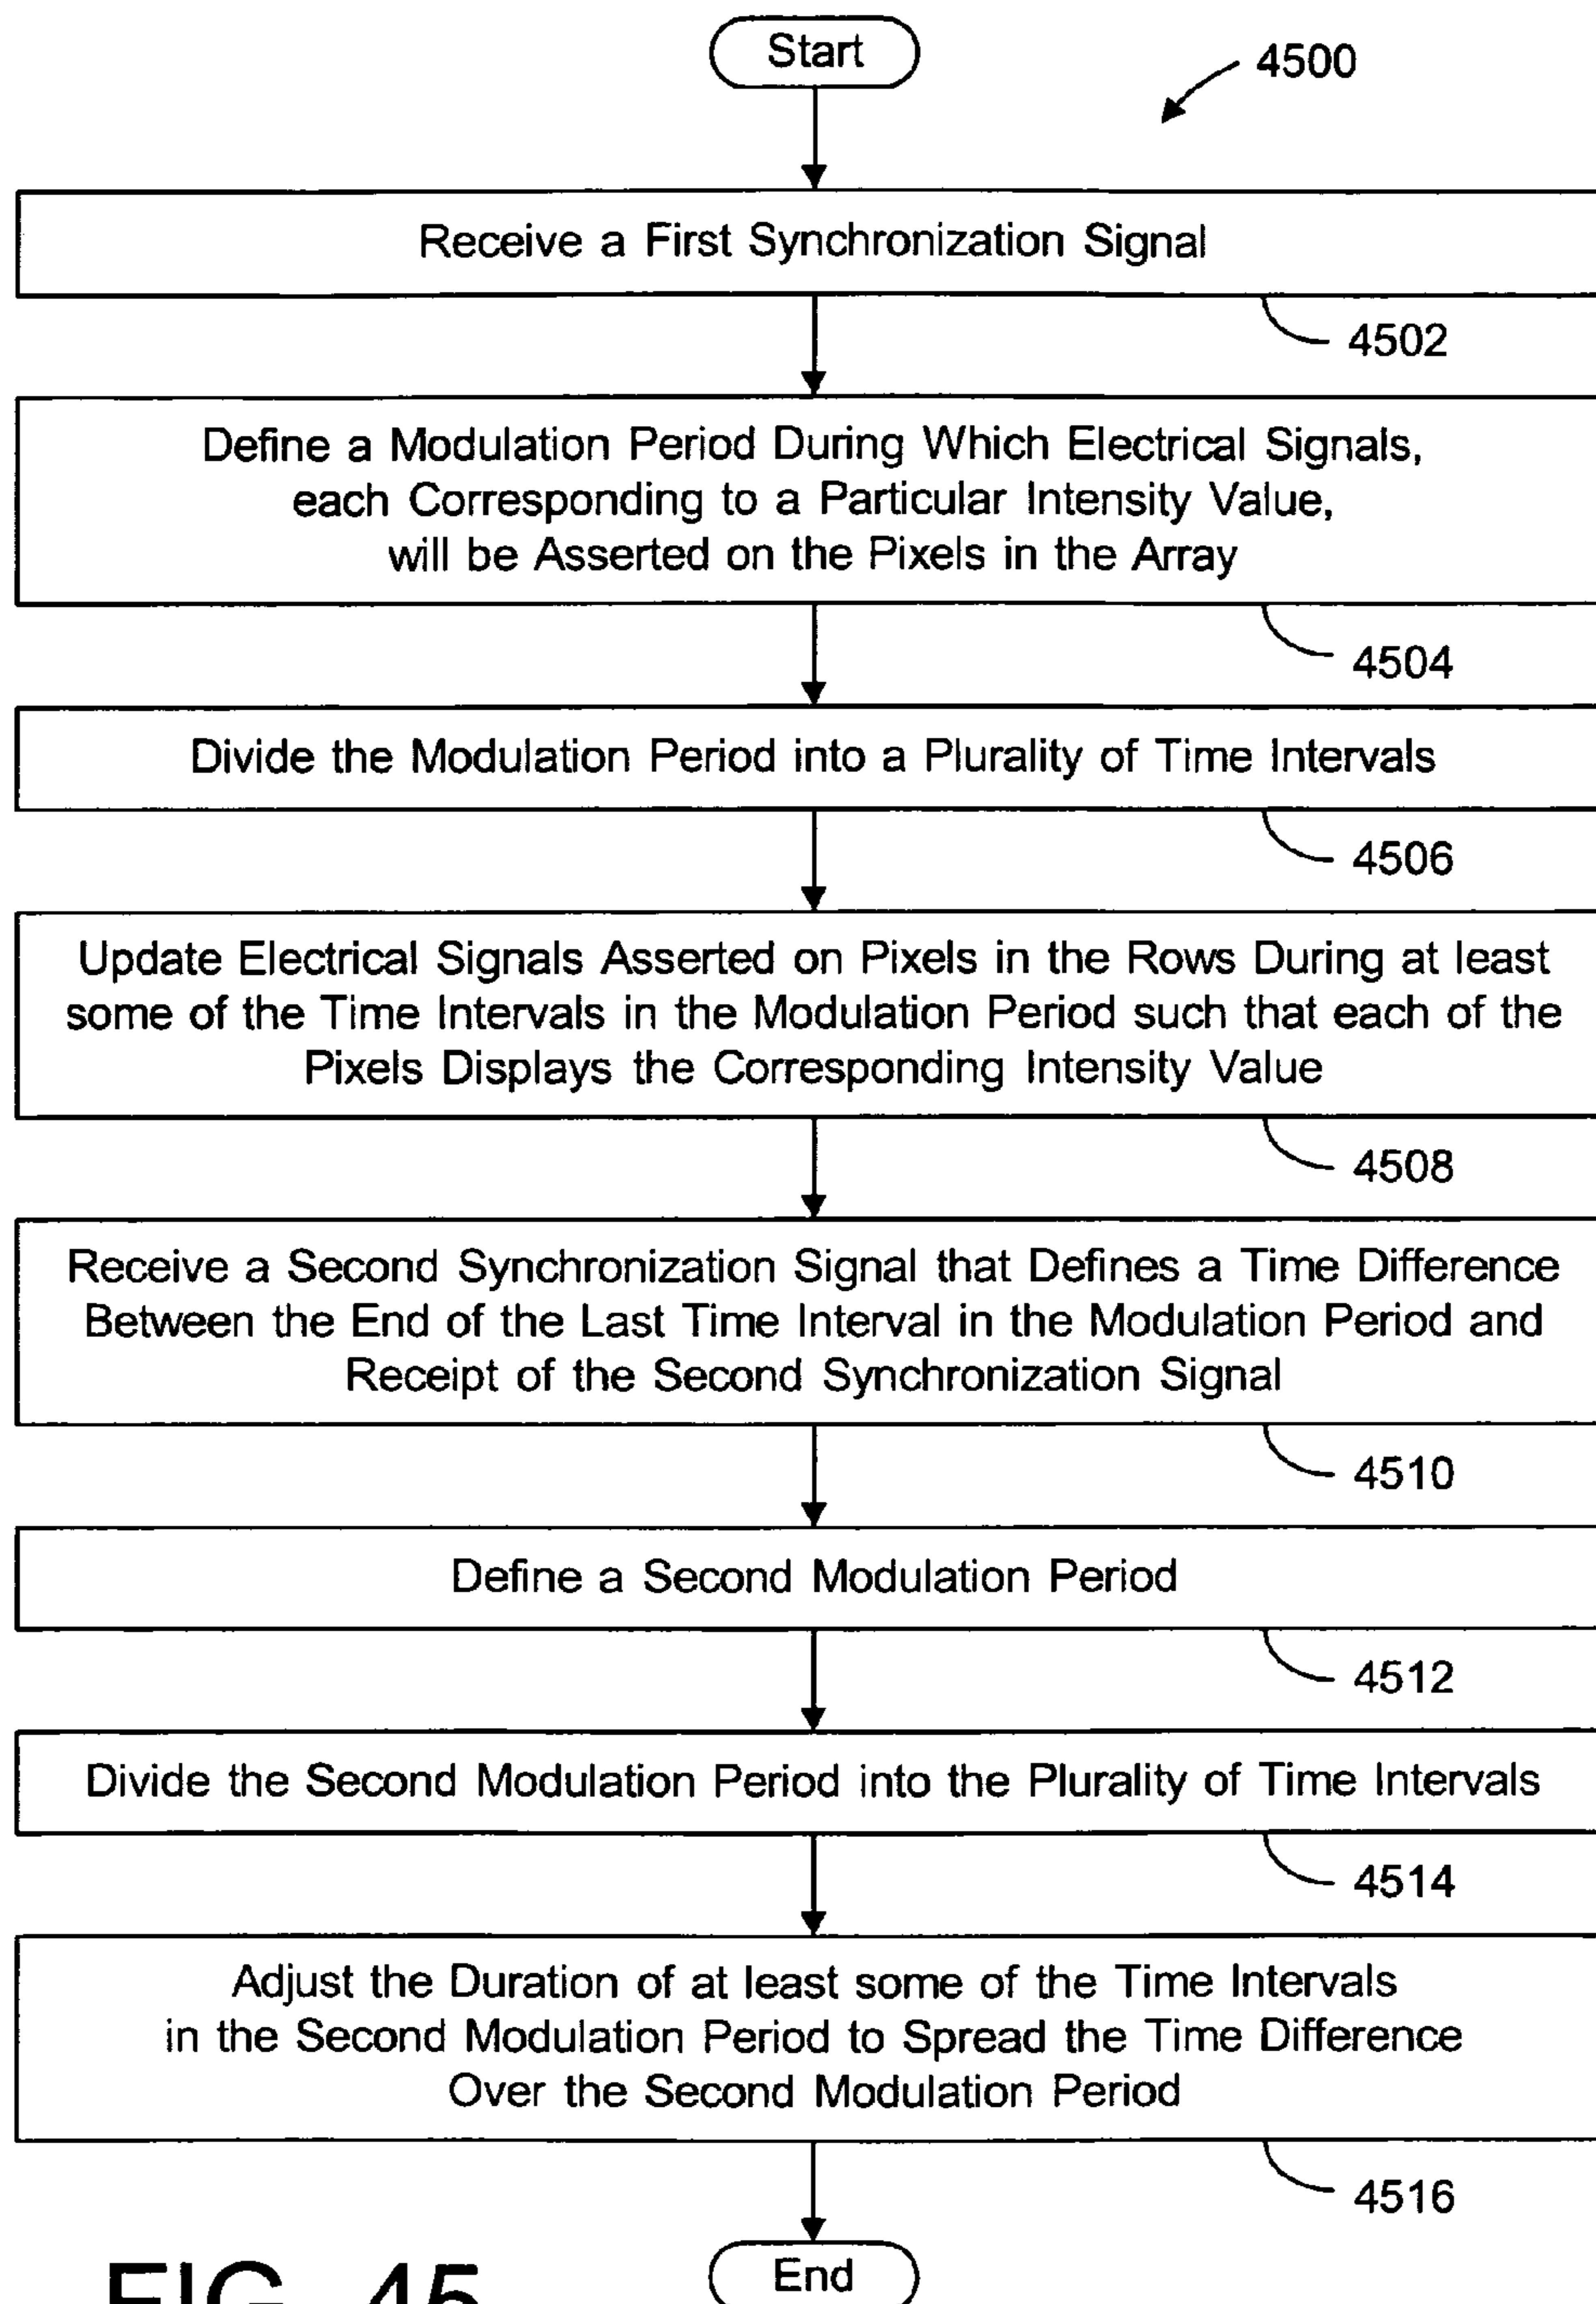 Start
4500
Receive a First Synchronization Signal
4502
Define a Modulation Period During Which Electrical Signals,
each Corresponding to a Particular Intensity Value,
will be Asserted on the Pixels in the Array
4504
Divide the Modulation Period into a Plurality of Time Intervals
4506
Update Electrical Signals Asserted on Pixels in the Rows During at least
some of the Time Intervals in the Modulation Period such that each of the
Pixels Displays the Corresponding Intensity Value
4508
Receive a Second Synchronization Signal that Defines a Time Difference
Between the End of the Last Time Interval in the Modulation Period and
Receipt of the Second Synchronization Signal
4510
Define a Second Modulation Period
4512
Divide the Second Modulation Period into the Plurality of Time Intervals
4514
Adjust the Duration of at least some of the Time Intervals
in the Second Modulation Period to Spread the Time Difference
Over the Second Modulation Period
4516
End
FIG. 45